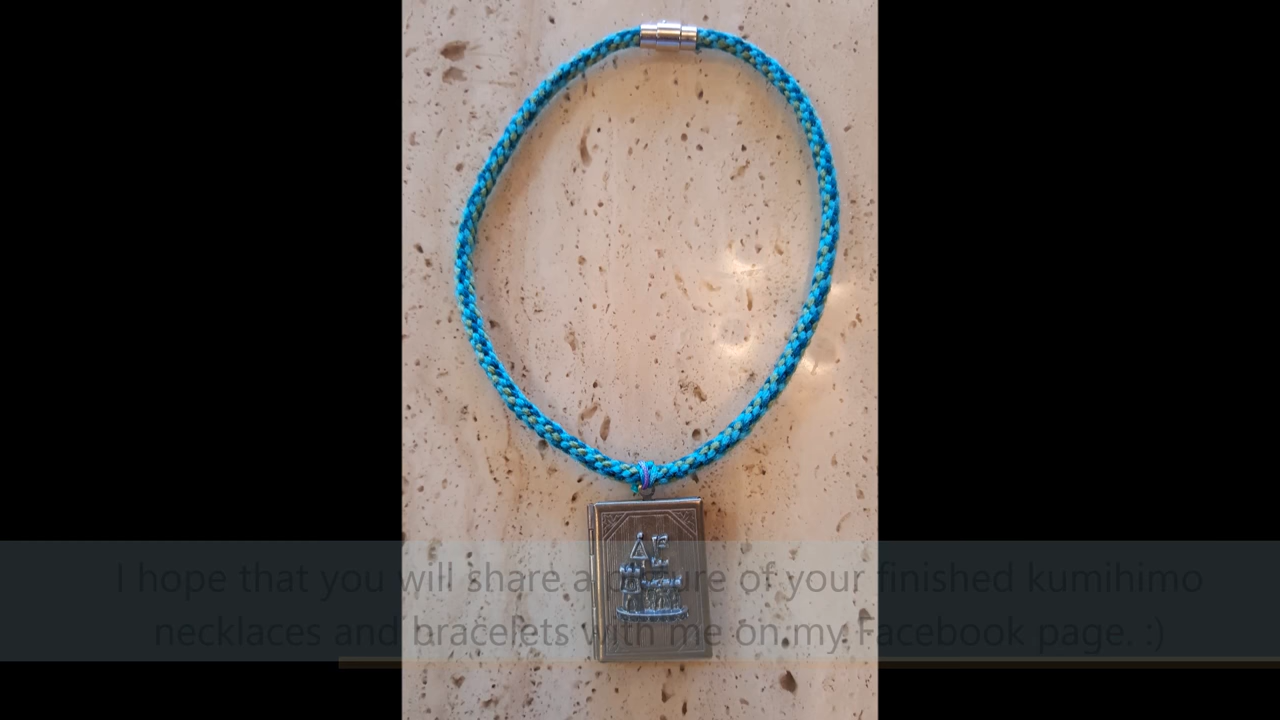 I hope that you will share a picture of your finished kumihimo
necklaces and bracelets with me on my Facebook page. :)